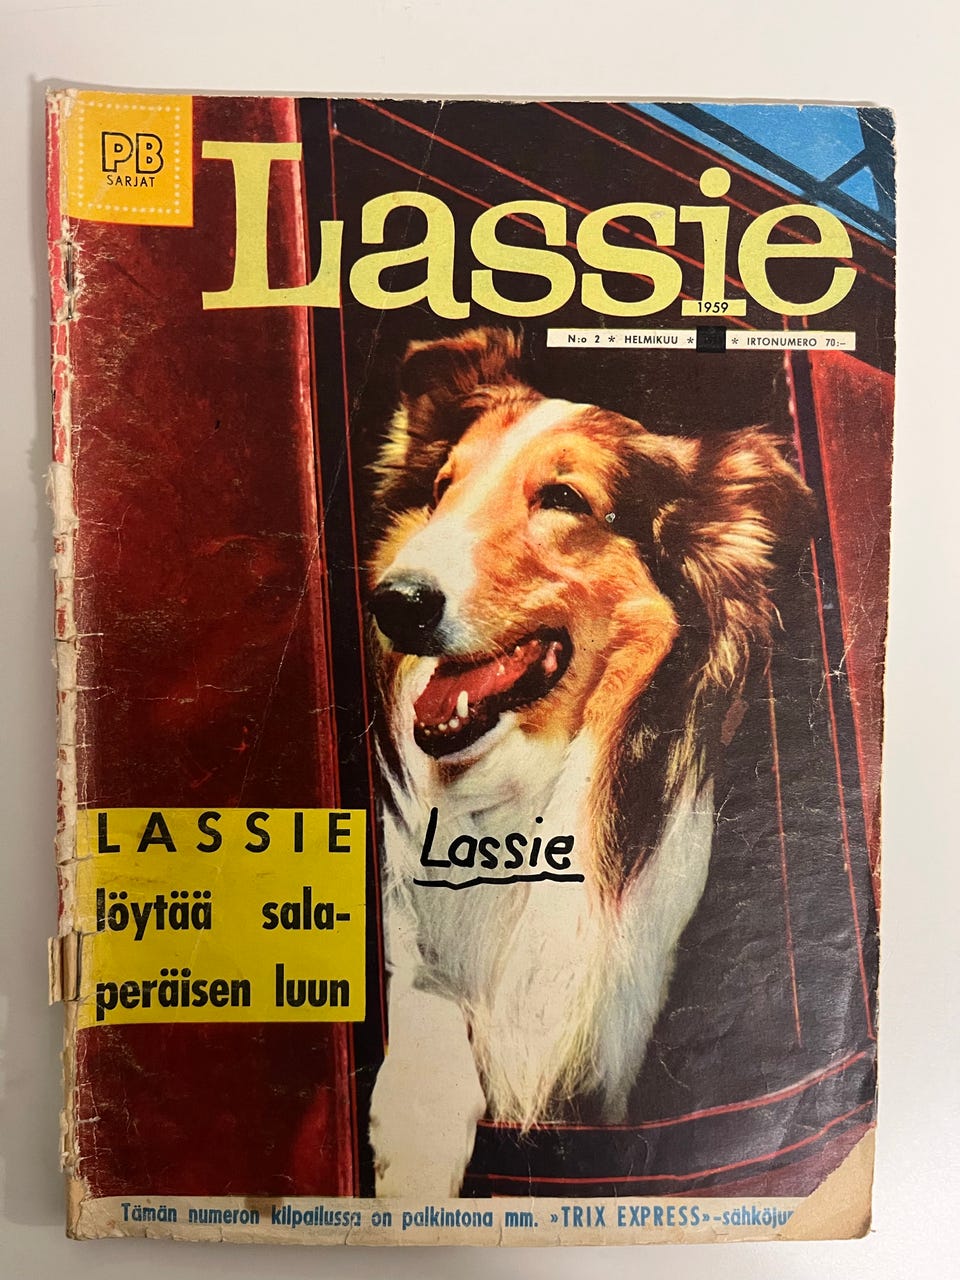 PB
SARJAT
Lassie
1959
N:o 2 * HELMIKUU * * IRTONUMERO 70:-
Lassie
LASSIE
löytää sala-
peräisen luun
Tämän numeron kilpailussa on palkintona mm. »TRIX EXPRESS»-sähköju